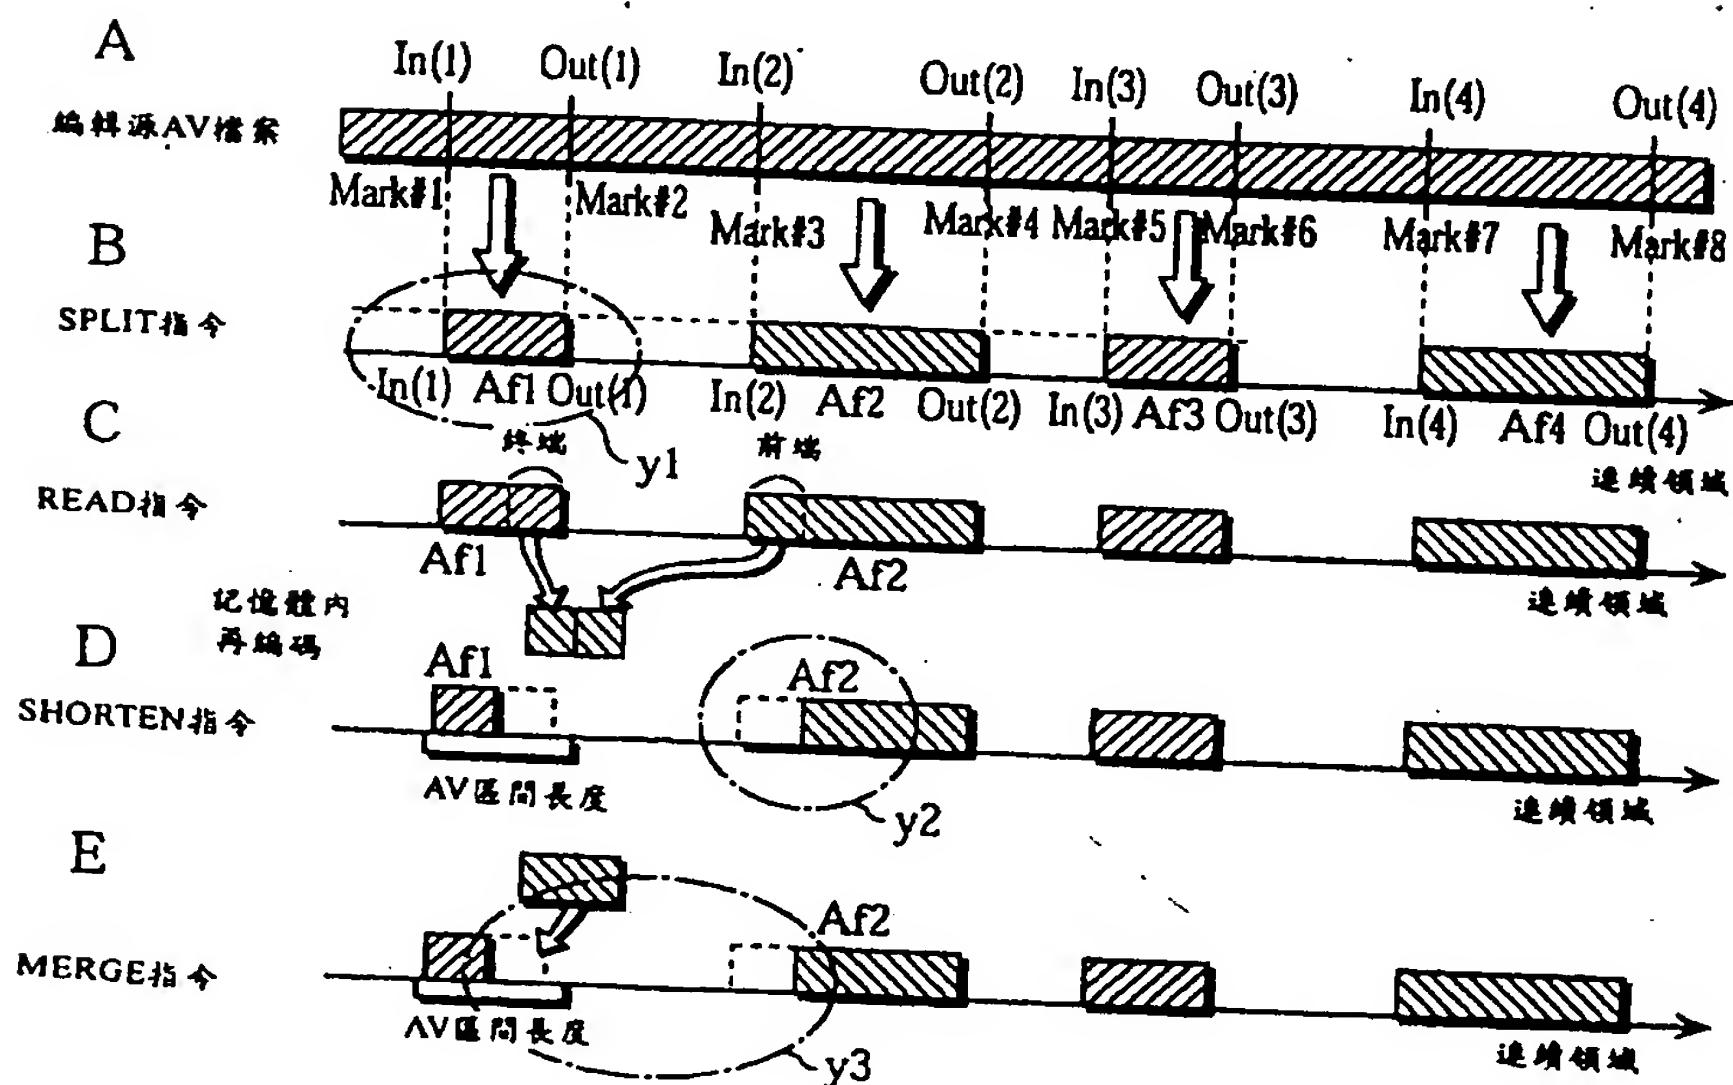 A
In(1) Out(1) In(2) Out(2) In(3) Out(3) In(4) Out(4)
編輯源AV檔案
Mark#1 Mark#2 Mark#3 Mark#4 Mark#5 Mark#6 Mark#7 Mark#8
B
SPLIT指令
In(1) Af1 Out(1) In(2) Af2 Out(2) In(3) Af3 Out(3) In(4) Af4 Out(4)
連續領域
y1
C
終端 前端
READ指令
Af1 Af2
連續領域
記憶體內
再編碼
D
Af1 Af2
SHORTEN指令
AV區間長度
連續領域
y2
E
Af2
MERGE指令
AV區間長度
連續領域
y3